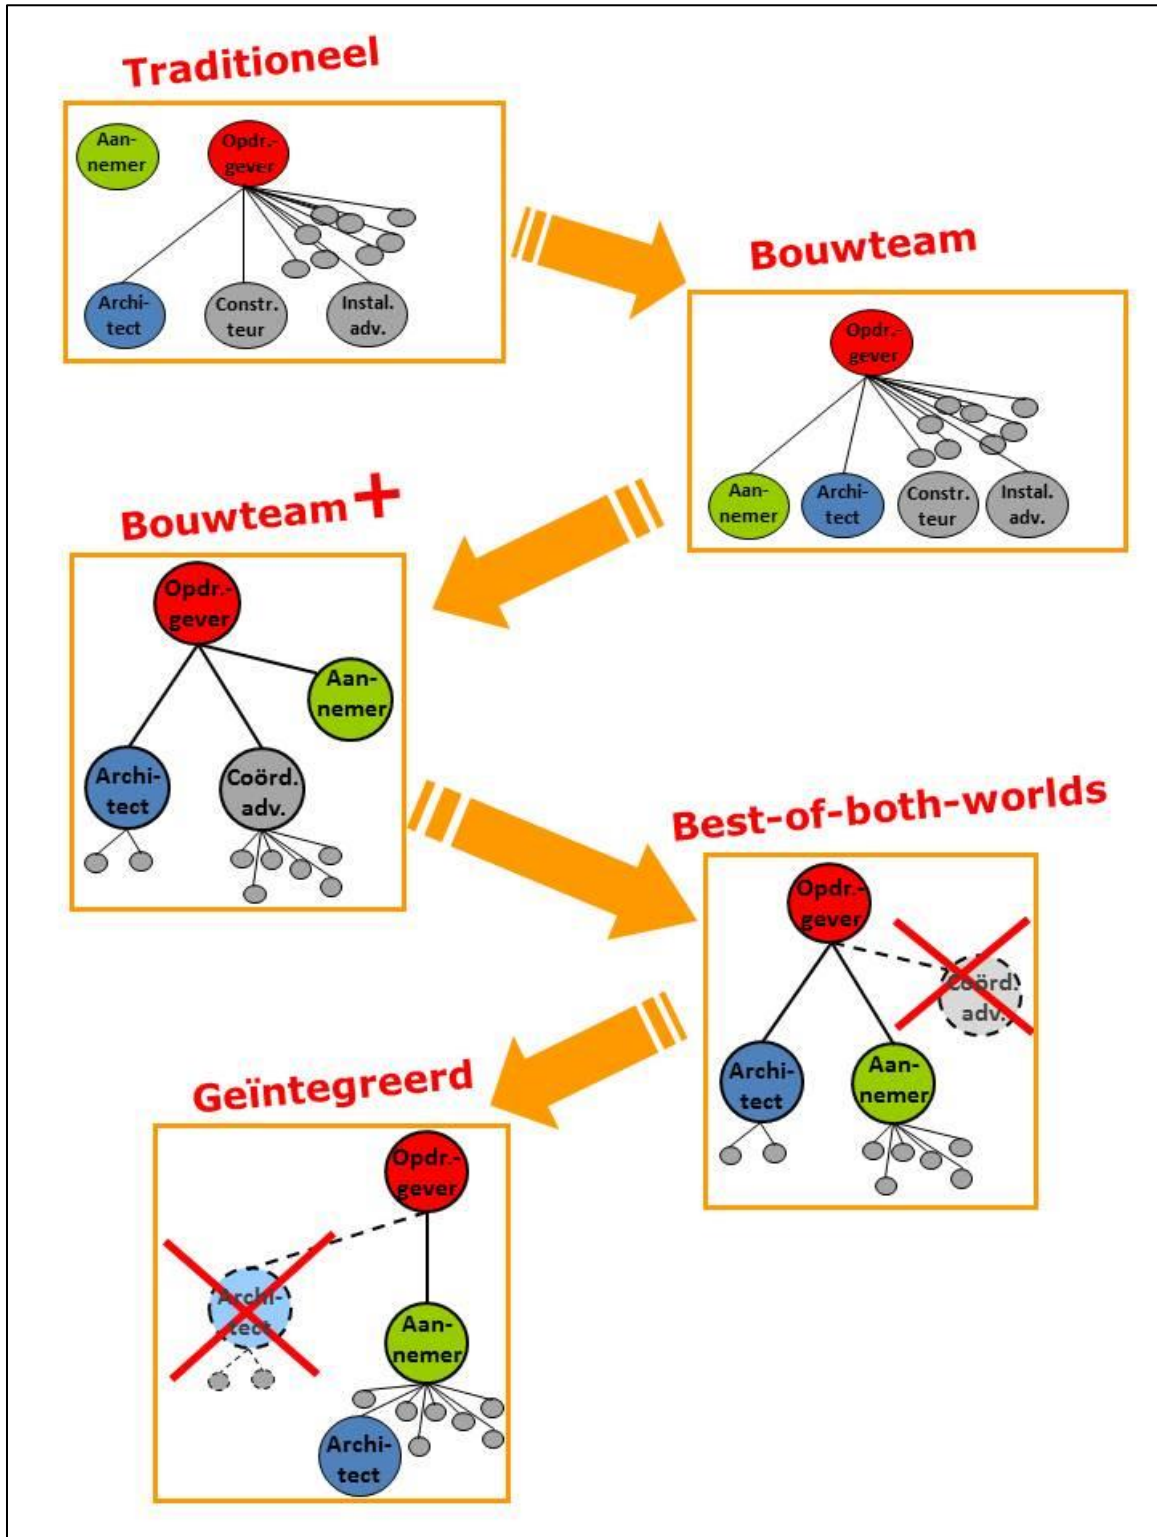 Traditioneel
Aan-
nemer
Opdr.-
gever
Archi-
tect
Constr.
teur
Instal.
adv.
Bouwteam
Opdr.-
gever
Aan-
nemer
Archi-
tect
Constr.
teur
Instal.
adv.
Bouwteam+
Opdr.-
gever
Aan-
nemer
Archi-
tect
Coörd.
adv.
Best-of-both-worlds
Opdr.-
gever
Coörd.
adv.
Archi-
tect
Aan-
nemer
Geïntegreerd
Opdr.-
gever
Archi-
tect
Aan-
nemer
Archi-
tect